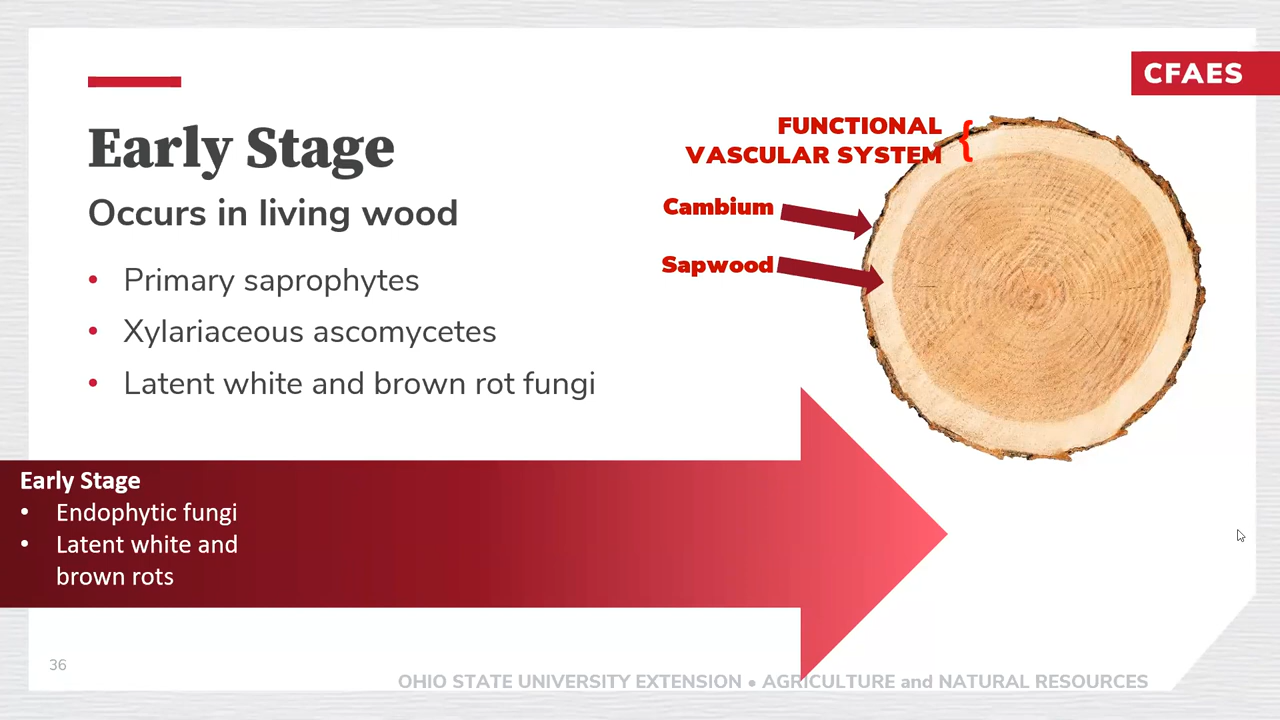 CFAES
Early Stage
Occurs in living wood
• Primary saprophytes
• Xylariaceous ascomycetes
• Latent white and brown rot fungi
FUNCTIONAL
VASCULAR SYSTEM {
Cambium
Sapwood
Early Stage
• Endophytic fungi
• Latent white and
brown rots
36
OHIO STATE UNIVERSITY EXTENSION • AGRICULTURE and NATURAL RESOURCES